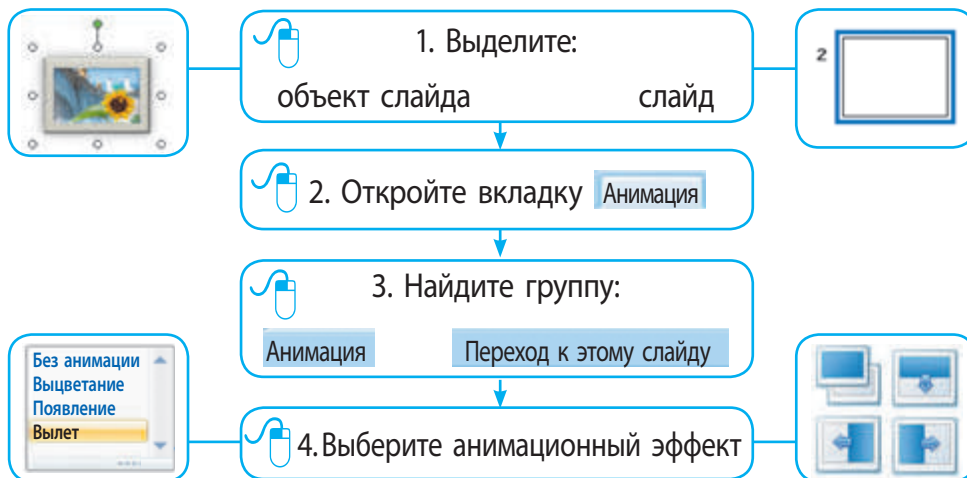 1. Выделите:
объект слайда слайд
2
2. Откройте вкладку Анимация
3. Найдите группу:
Анимация Переход к этому слайду
Без анимации
Выцветание
Появление
Вылет
4. Выберите анимационный эффект